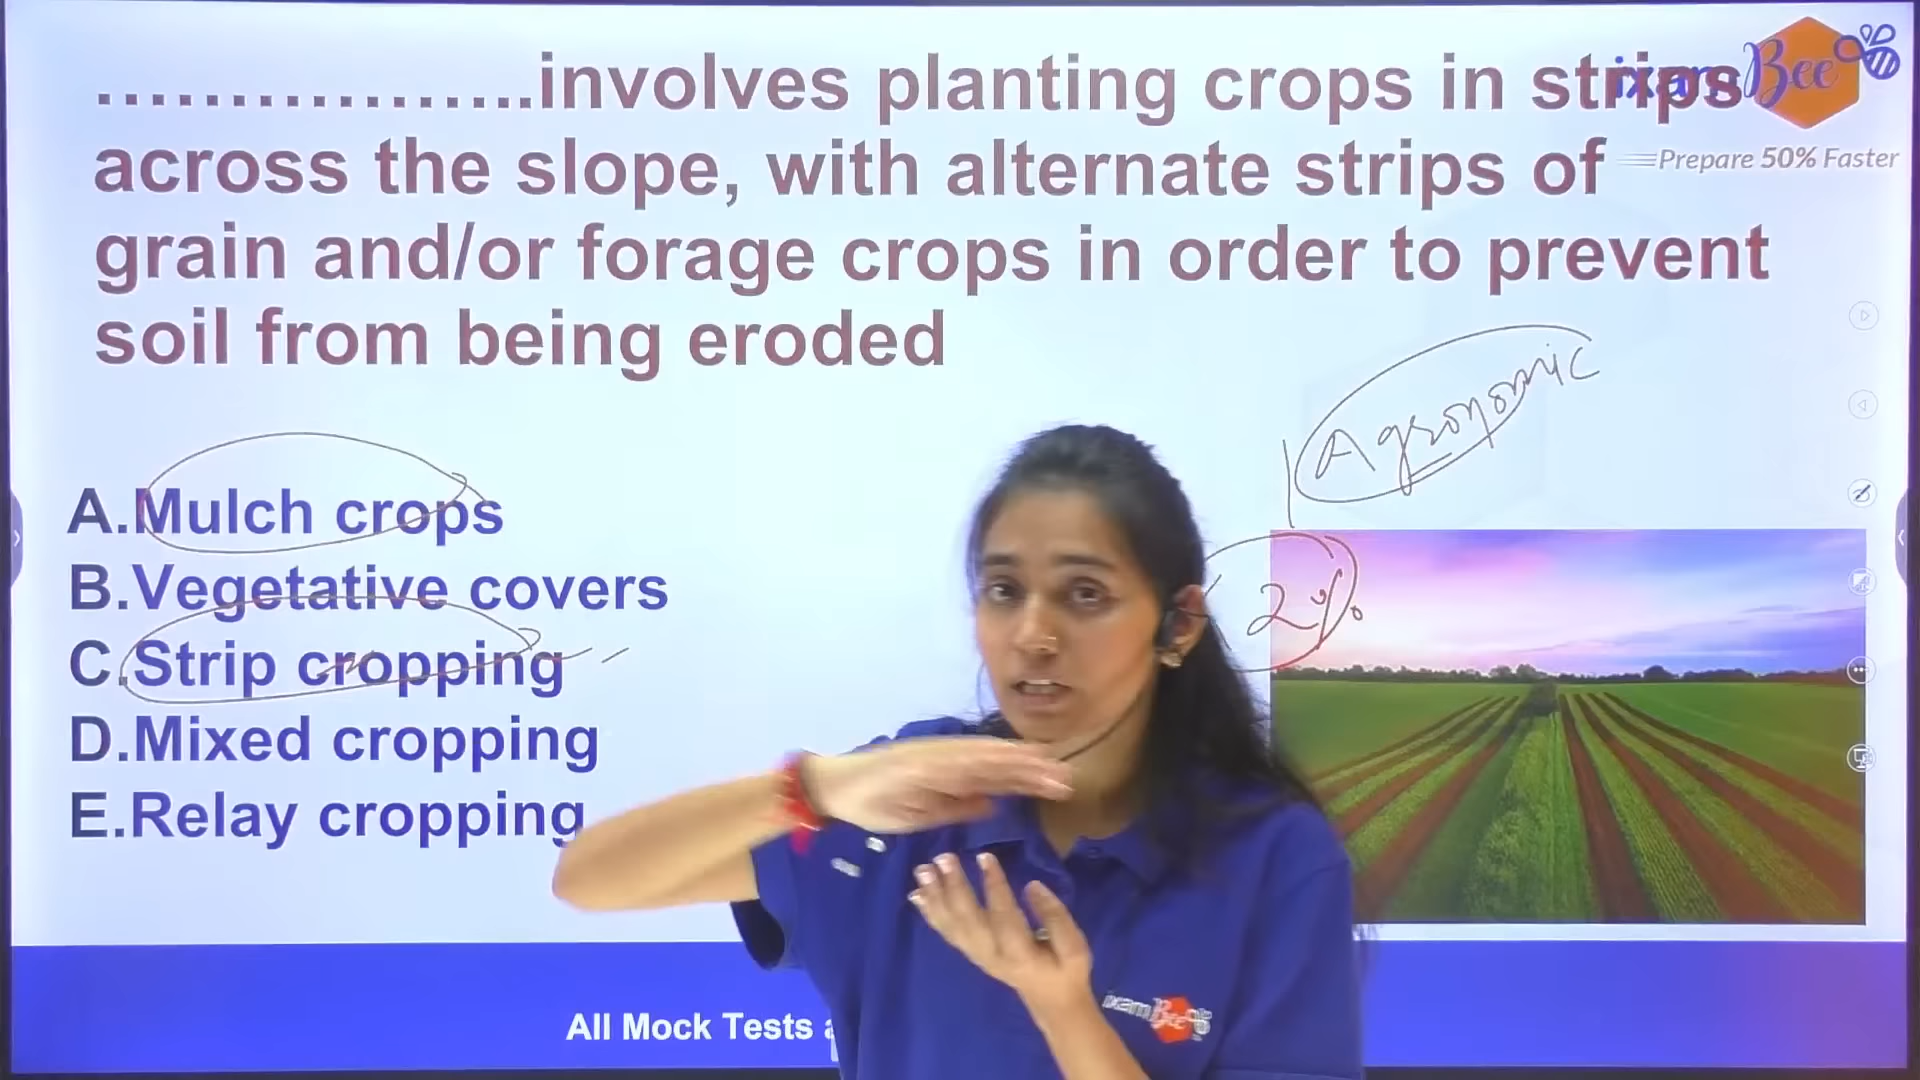 .................involves planting crops in strips
across the slope, with alternate strips of
grain and/or forage crops in order to prevent
soil from being eroded
ixamBee
Prepare 50% Faster
Agronomic
A.Mulch crops
B.Vegetative covers
C.Strip cropping
D.Mixed cropping
E.Relay cropping
2%
ixamBee
All Mock Tests